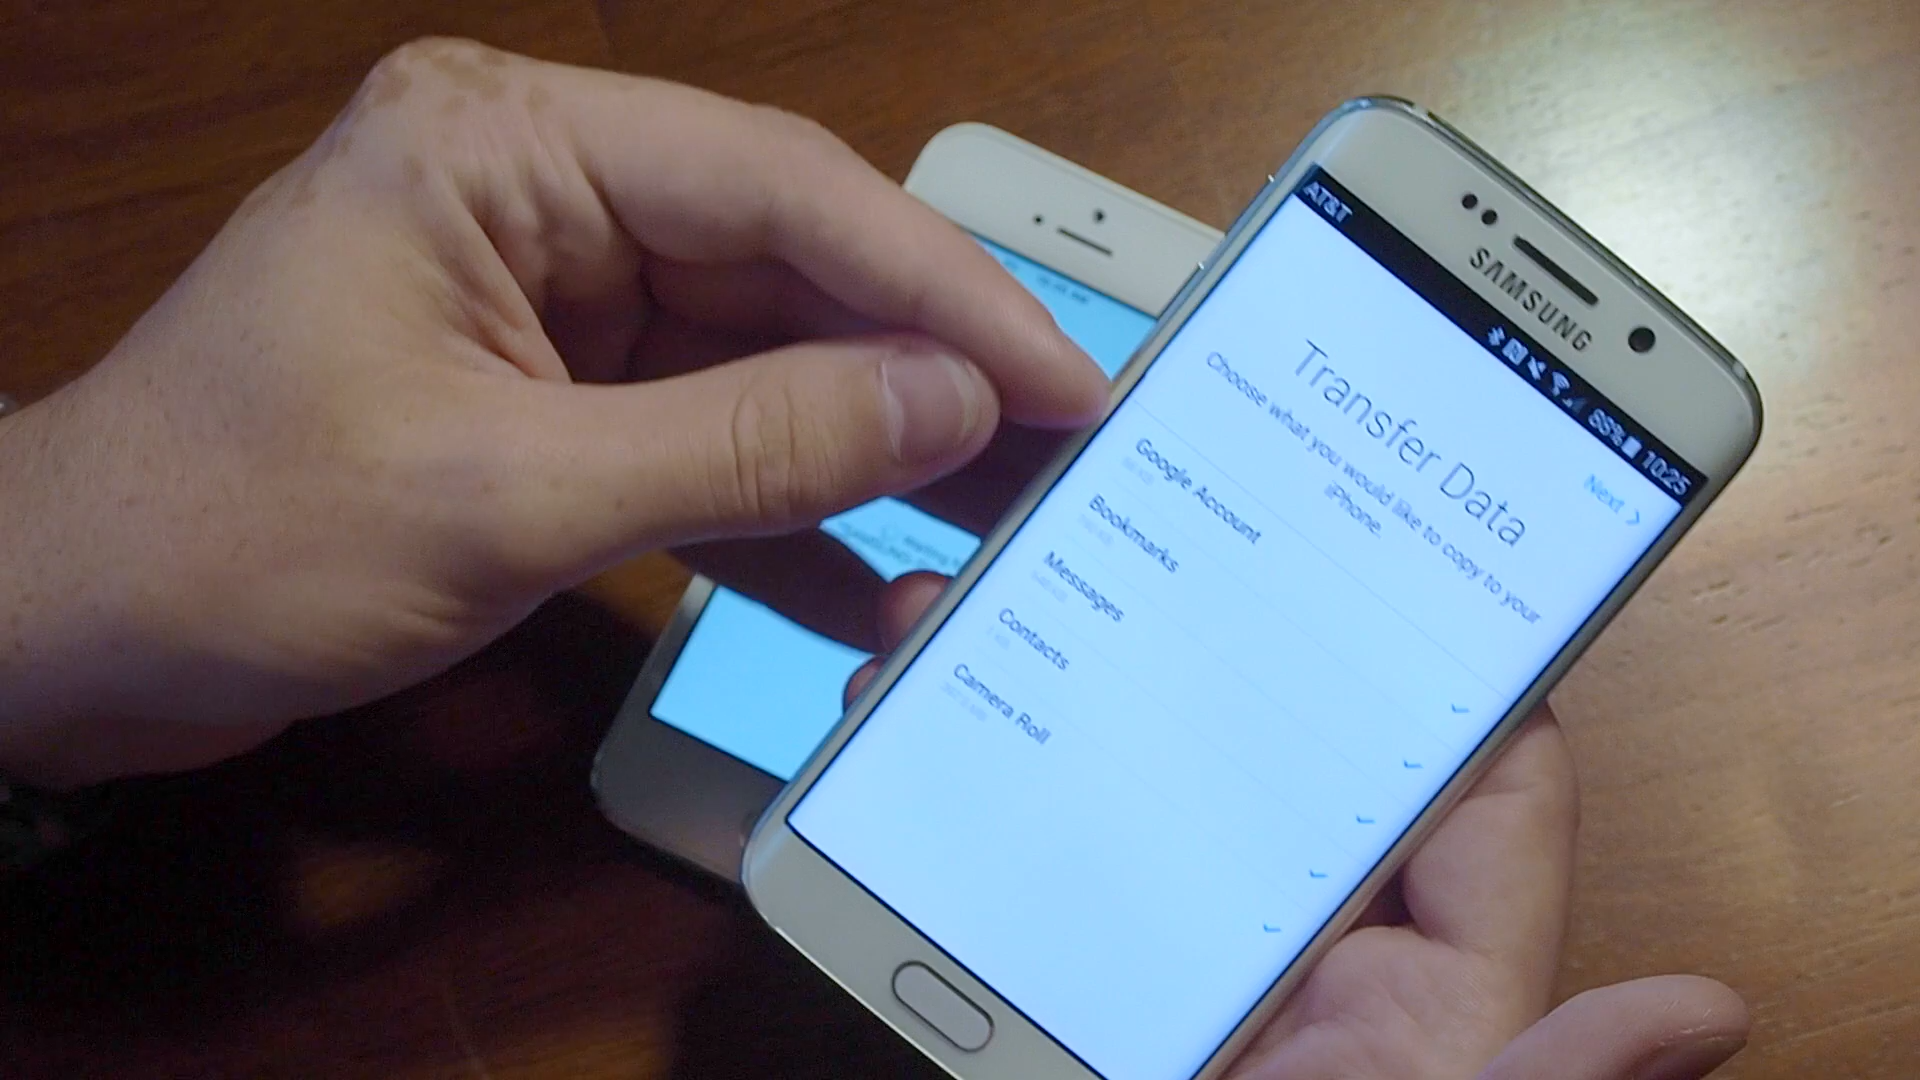 SAMSUNG
AT&T
10:25
Next
Transfer Data
Choose what you would like to copy to your
iPhone.
Google Account
Bookmarks
Messages
Contacts
Camera Roll